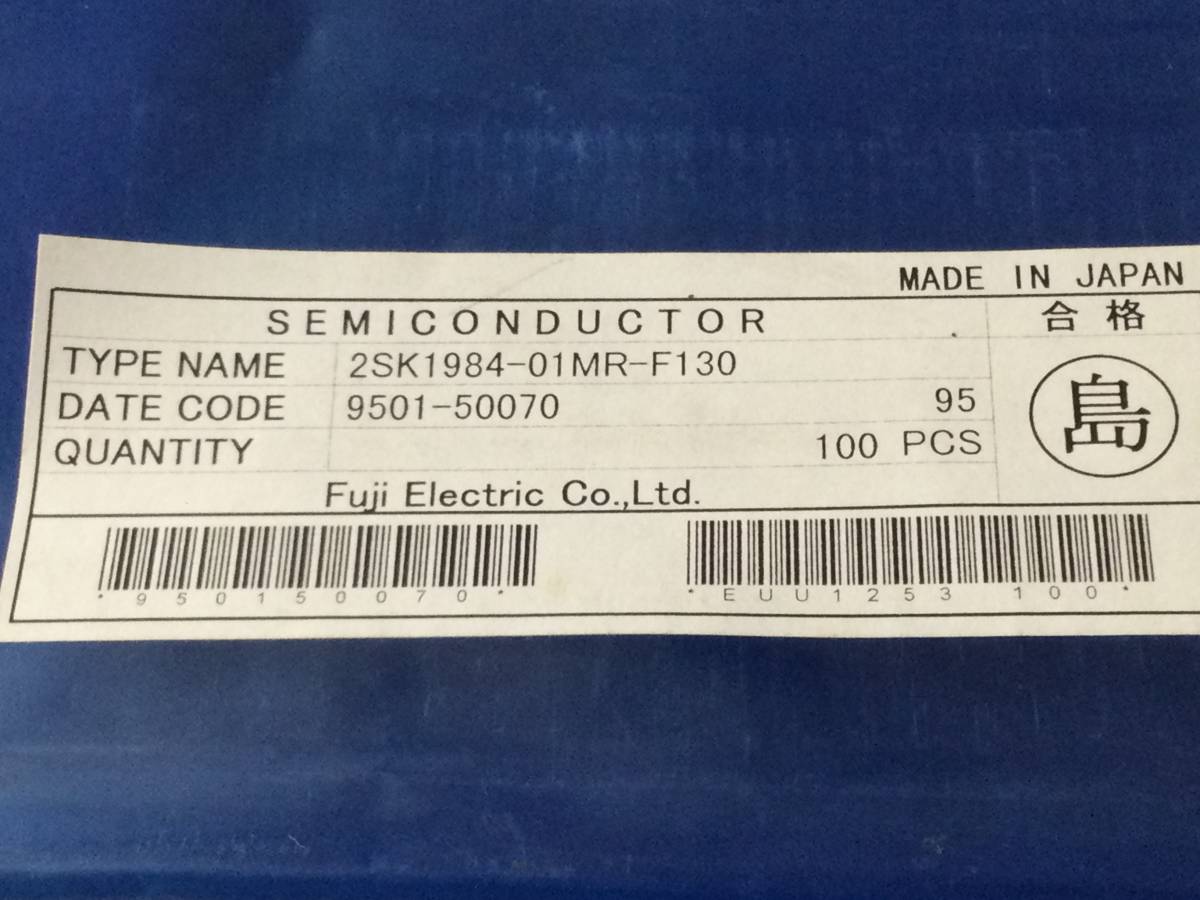 MADE IN JAPAN
SEMICONDUCTOR
合格
TYPE NAME 2SK1984-01MR-F130
DATE CODE 9501-50070 95
島
QUANTITY 100 PCS
Fuji Electric Co.,Ltd.
*950150070* *EUU1253 100*